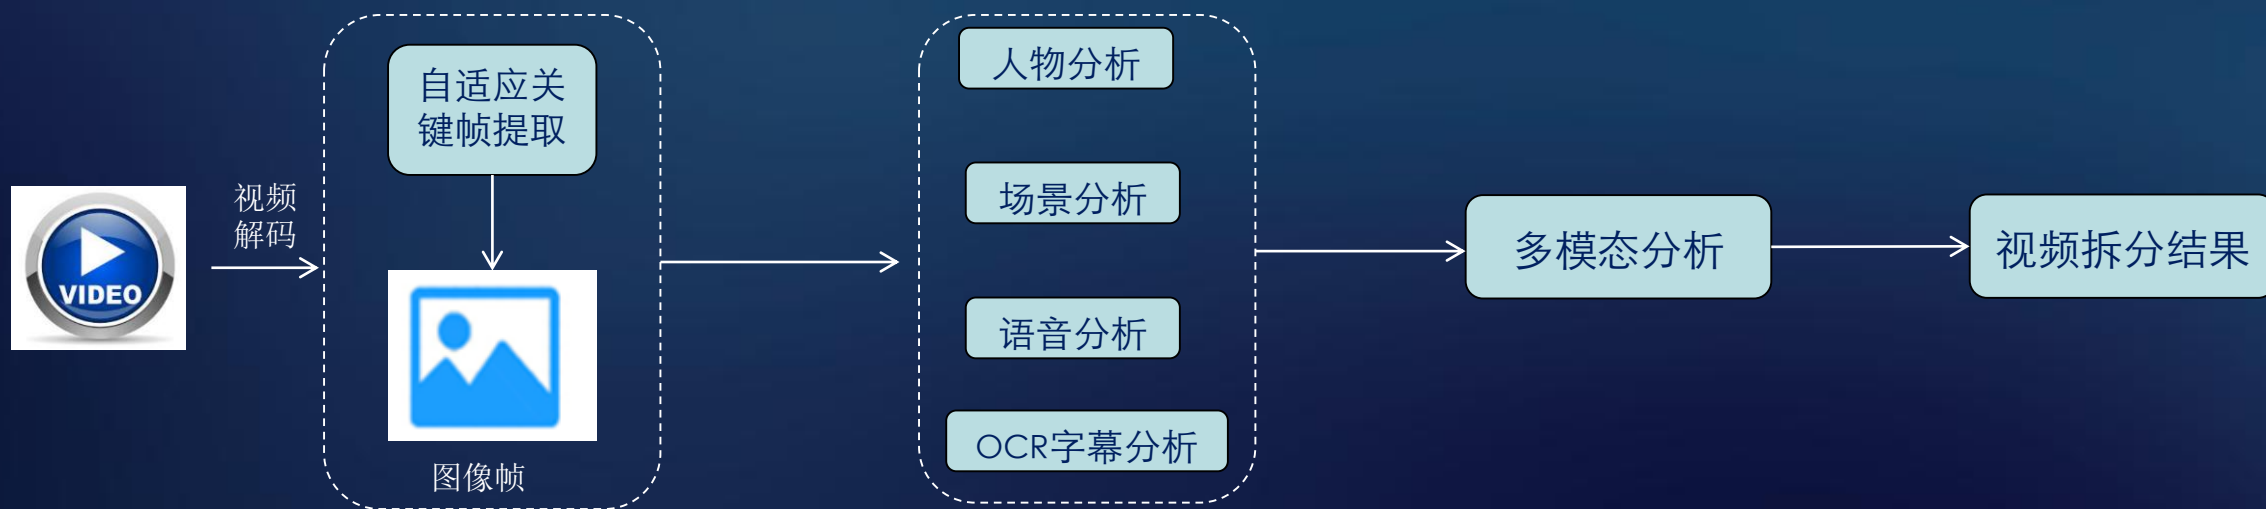 VIDEO
视频
解码
自适应关
键帧提取
图像帧
人物分析
场景分析
语音分析
OCR字幕分析
多模态分析
视频拆分结果